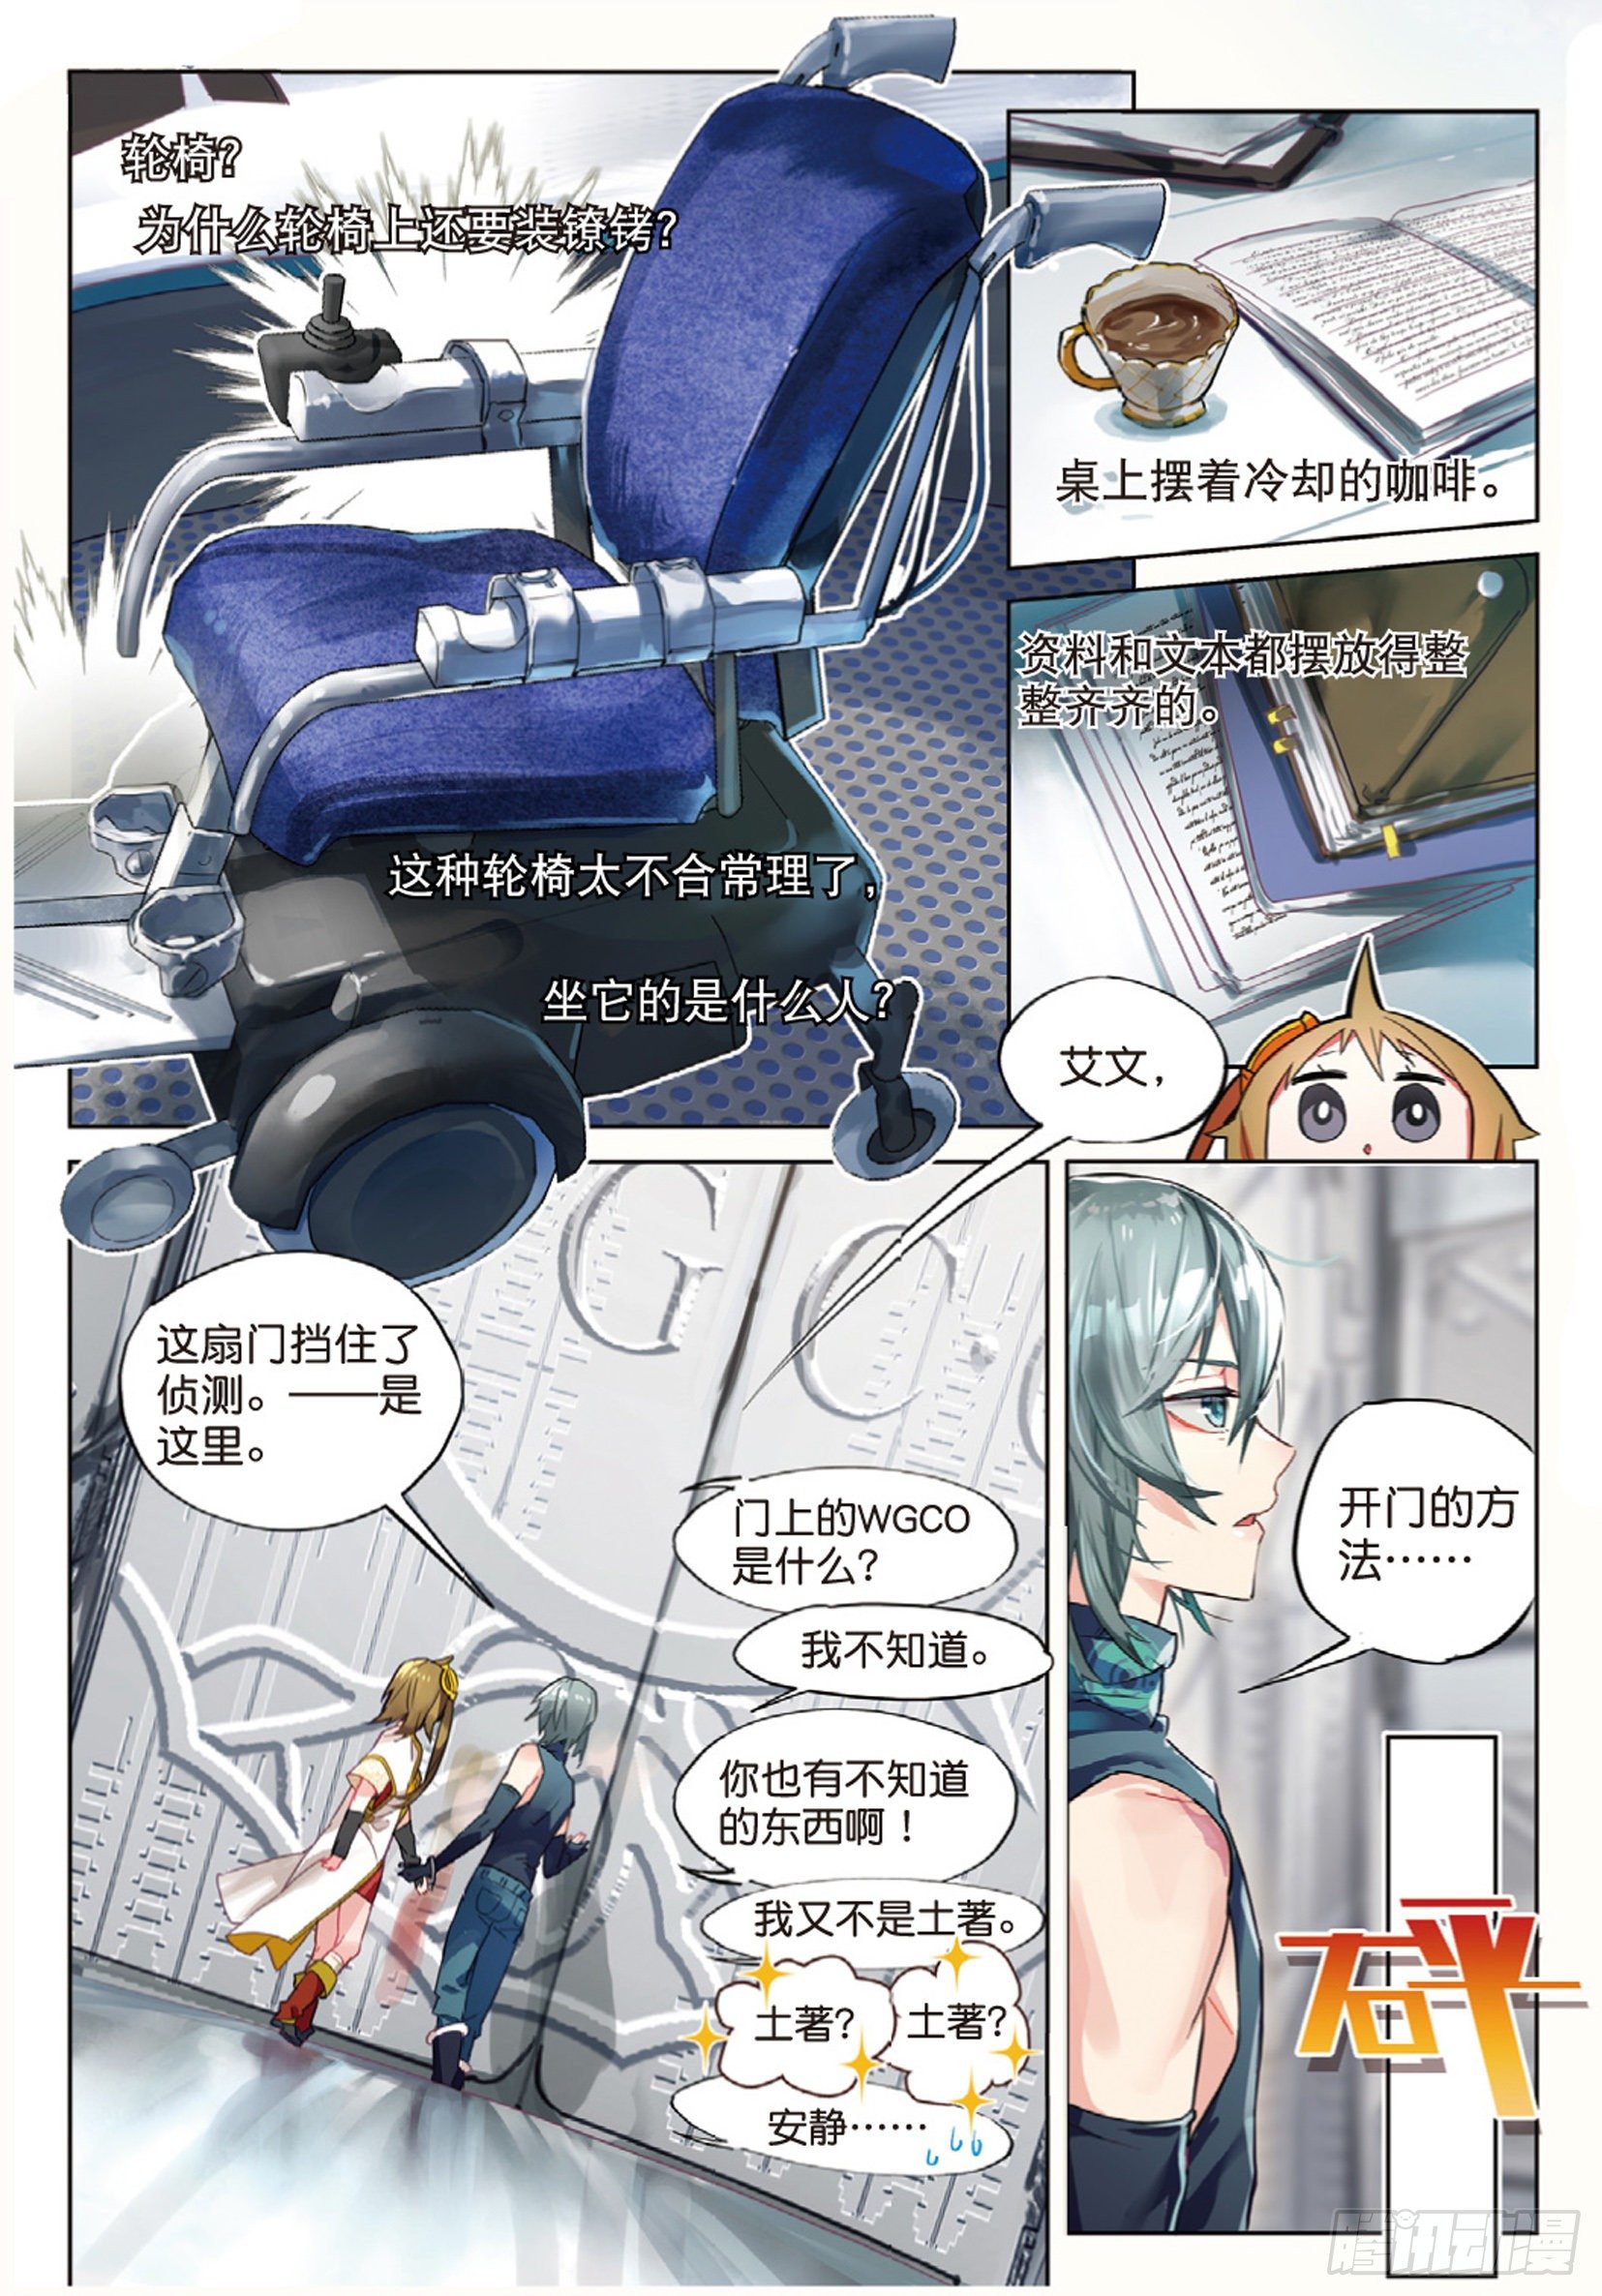 轮椅?
为什么轮椅上还要装镣铐?
这种轮椅太不合常理了,
坐它的是什么人?
桌上摆着冷却的咖啡。
资料和文本都摆放得整
整齐齐的。
艾文,
G C
这扇门挡住了
侦测。——是
这里。
门上的WGCO
是什么?
我不知道。
你也有不知道
的东西啊！
我又不是土著。
土著?
土著?
安静……
开门的方
法……
砰
腾讯动漫